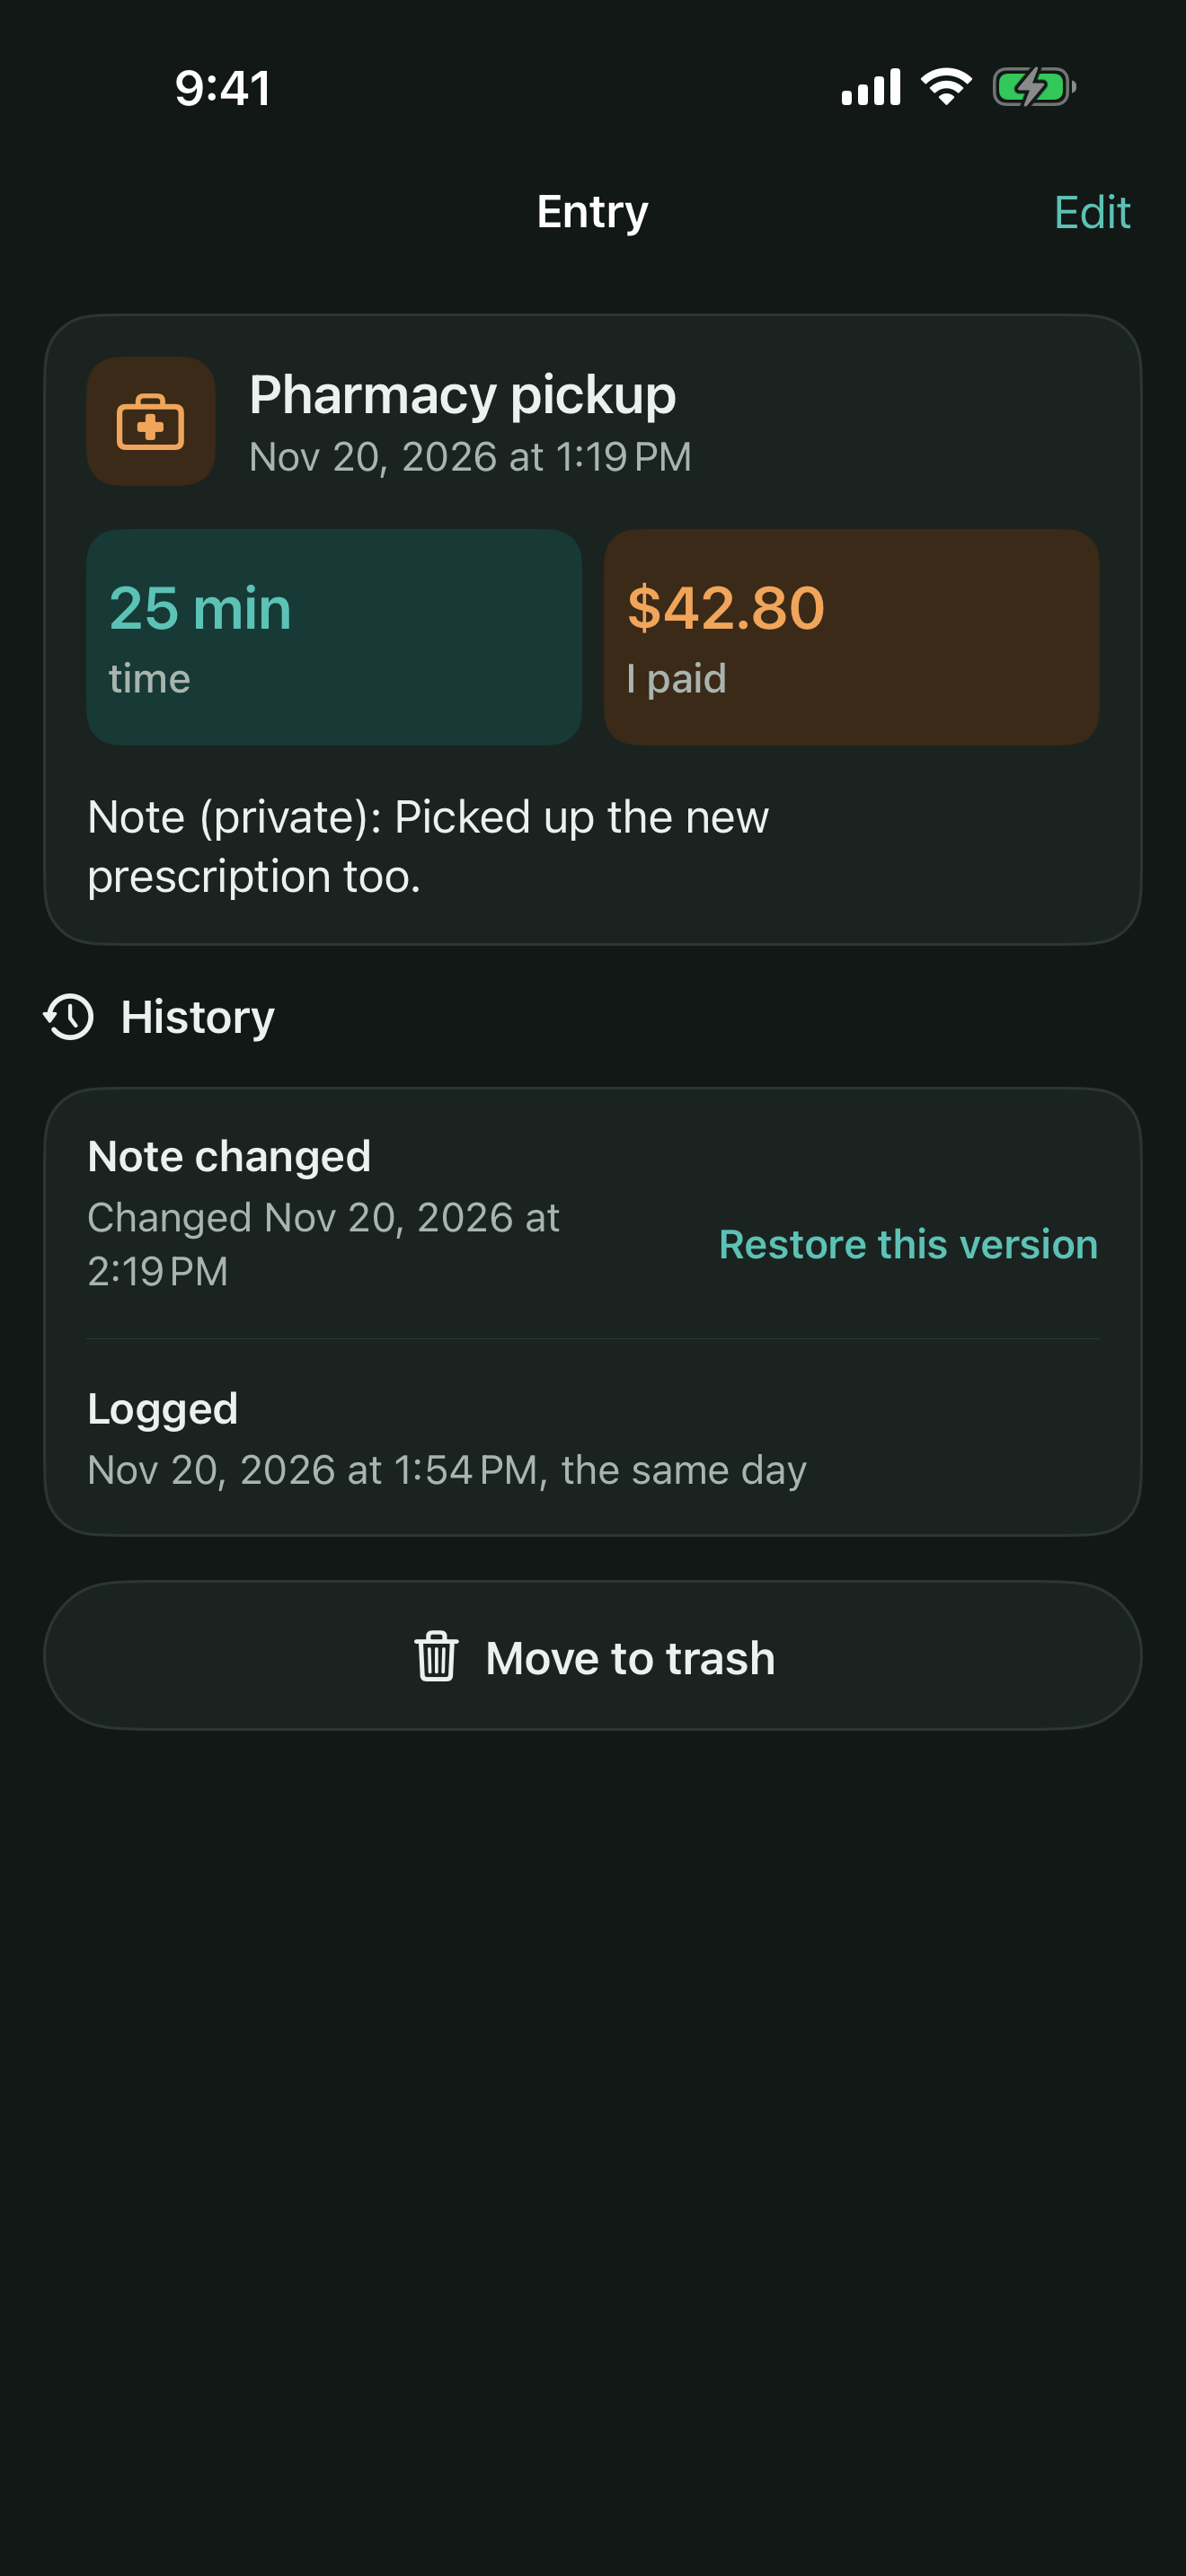 9:41
Entry
Edit
Pharmacy pickup
Nov 20, 2026 at 1:19 PM
25 min
time
$42.80
I paid
Note (private): Picked up the new
prescription too.
History
Note changed
Changed Nov 20, 2026 at
2:19 PM
Restore this version
Logged
Nov 20, 2026 at 1:54 PM, the same day
Move to trash